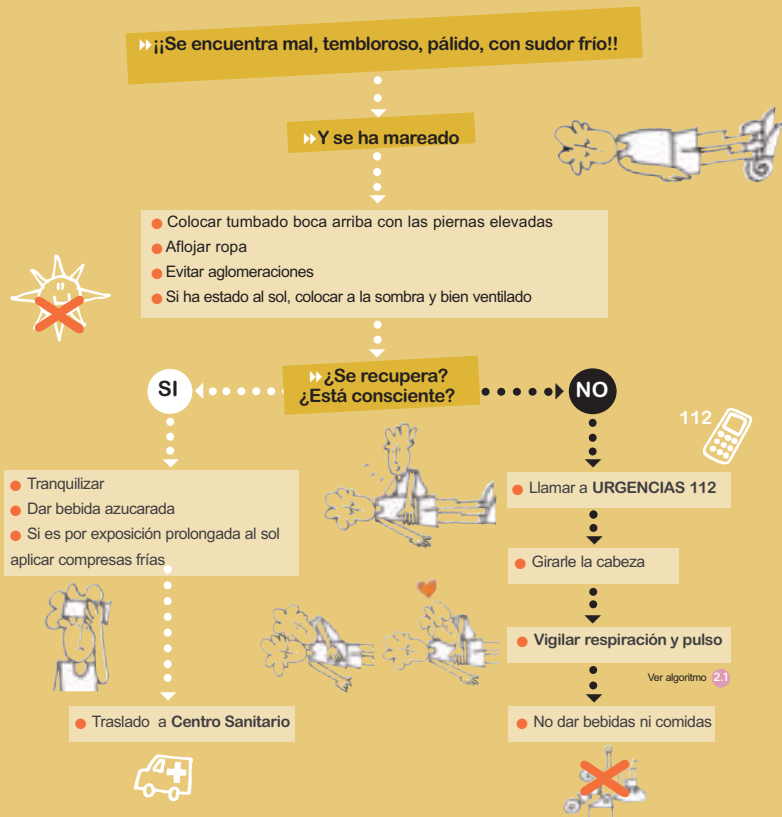 ¡¡Se encuentra mal, tembloroso, pálido, con sudor frío!!
Y se ha mareado
Colocar tumbado boca arriba con las piernas elevadas
Aflojar ropa
Evitar aglomeraciones
Si ha estado al sol, colocar a la sombra y bien ventilado
¿Se recupera?
¿Está consciente?
SI
NO
112
Tranquilizar
Dar bebida azucarada
Si es por exposición prolongada al sol
aplicar compresas frías
Traslado a Centro Sanitario
Llamar a URGENCIAS 112
Girarle la cabeza
Vigilar respiración y pulso
Ver algoritmo 2.1
No dar bebidas ni comidas